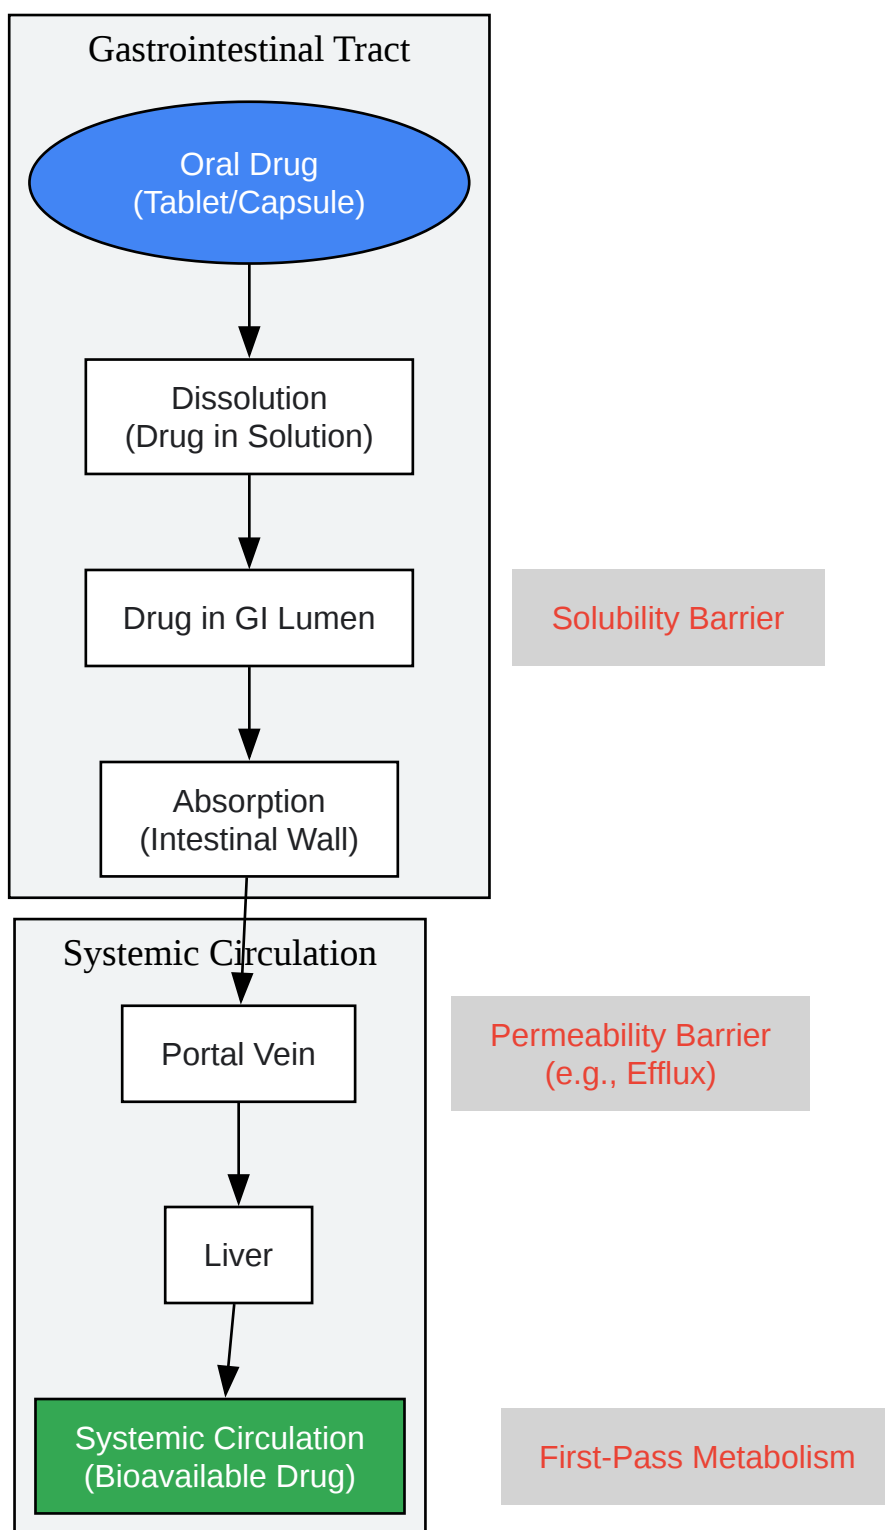 Gastrointestinal Tract
Oral Drug
(Tablet/Capsule)
Dissolution
(Drug in Solution)
Drug in GI Lumen
Solubility Barrier
Absorption
(Intestinal Wall)
Systemic Circulation
Portal Vein
Permeability Barrier
(e.g., Efflux)
Liver
Systemic Circulation
(Bioavailable Drug)
First-Pass Metabolism